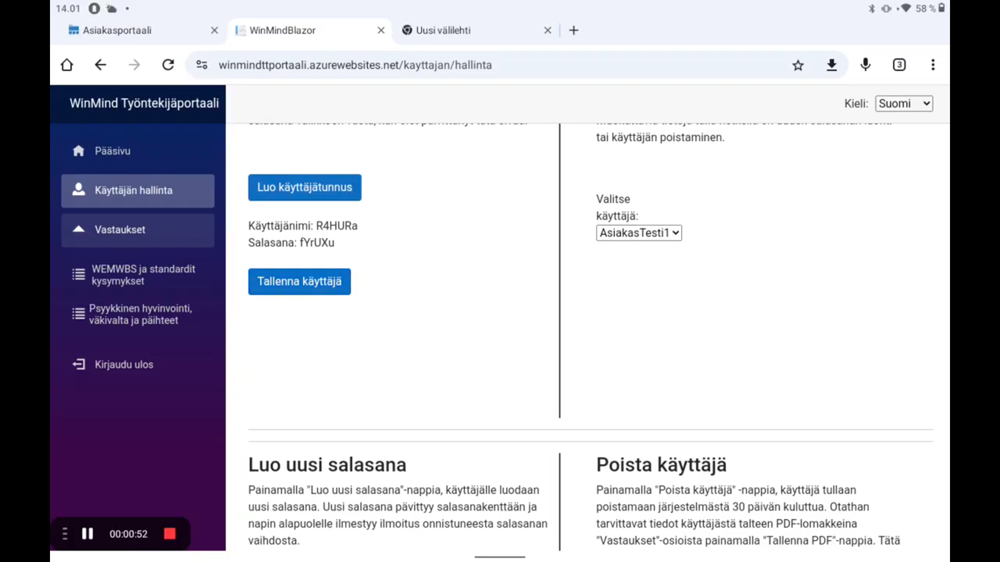 14.01
58 %
Asiakasportaali
WinMindBlazor
Uusi välilehti
winmindttportaali.azurewebsites.net/kayttajan/hallinta
3
WinMind Työntekijäportaali
Kieli: Suomi
Pääsivu
Käyttäjän hallinta
Vastaukset
WEMWBS ja standardit
kysymykset
Psyykkinen hyvinvointi,
väkivalta ja päihteet
Kirjaudu ulos
00:00:52
Luo käyttäjätunnus
Käyttäjänimi: R4HURa
Salasana: fYrUXu
Tallenna käyttäjä
tai käyttäjän poistaminen.
Valitse
käyttäjä:
AsiakasTesti1
Luo uusi salasana
Painamalla "Luo uusi salasana"-nappia, käyttäjälle luodaan
uusi salasana. Uusi salasana pävittyy salasanakenttään ja
napin alapuolelle ilmestyy ilmoitus onnistuneesta salasanan
vaihdosta.
Poista käyttäjä
Painamalla "Poista käyttäjä" -nappia, käyttäjä tullaan
poistamaan järjestelmästä 30 päivän kuluttua. Otathan
tarvittavat tiedot käyttäjästä talteen PDF-lomakkeina
"Vastaukset"-osioista painamalla "Tallenna PDF"-nappia. Tätä